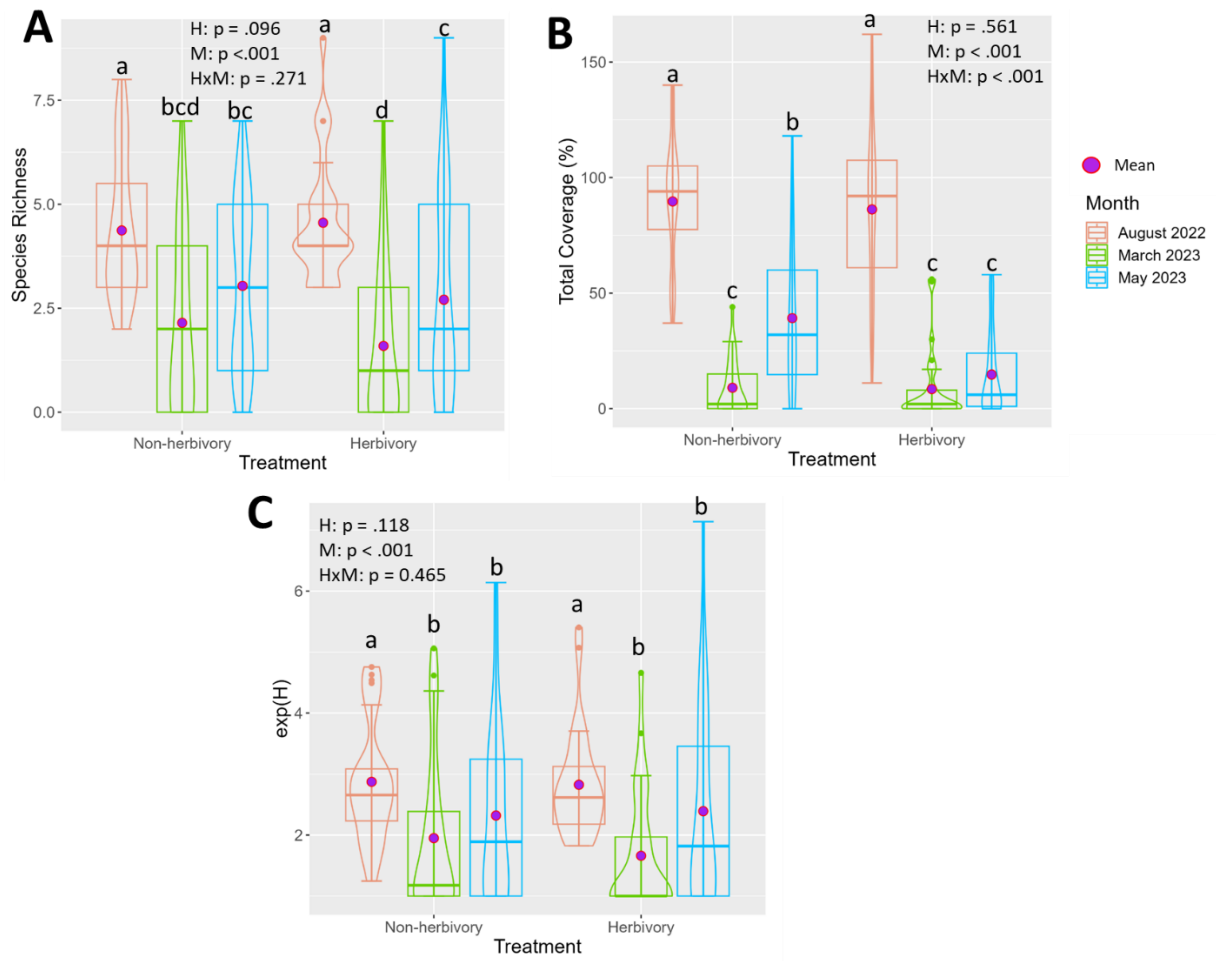 A
H: p = .096
M: p <.001
HxM: p = .271
a
bcd
bc
a
d
c
7.5
5.0
2.5
0.0
Species Richness
Non-herbivory
Herbivory
Treatment
B
H: p = .561
M: p < .001
HxM: p < .001
a
c
b
a
c
c
150
100
50
0
Total Coverage (%)
Non-herbivory
Herbivory
Treatment
Mean
Month
August 2022
March 2023
May 2023
C
H: p = .118
M: p < .001
HxM: p = 0.465
a
b
b
a
b
b
6
4
2
exp(H)
Non-herbivory
Herbivory
Treatment